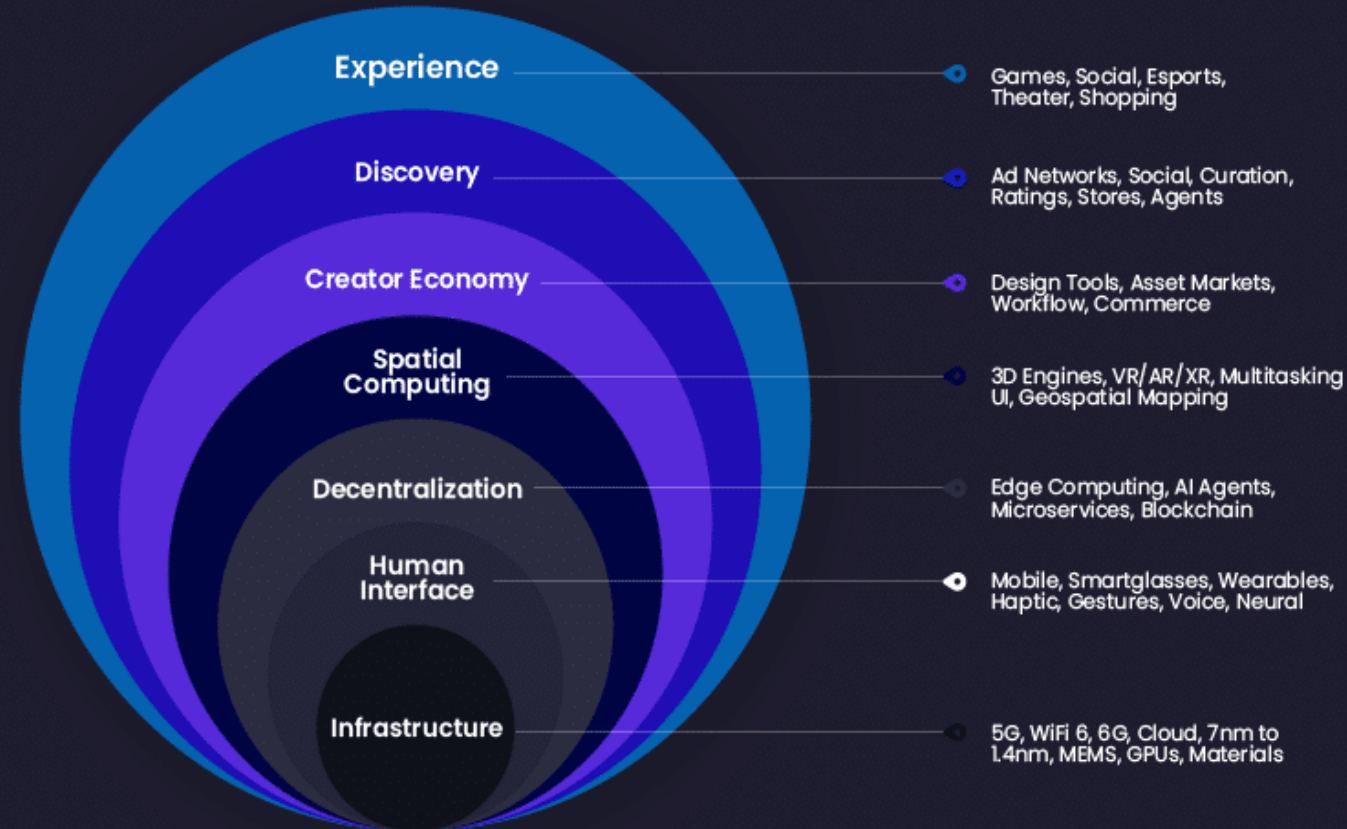 Experience
Games, Social, Esports,
Theater, Shopping
Discovery
Ad Networks, Social, Curation,
Ratings, Stores, Agents
Creator Economy
Design Tools, Asset Markets,
Workflow, Commerce
Spatial
Computing
3D Engines, VR/AR/XR, Multitasking
UI, Geospatial Mapping
Decentralization
Edge Computing, AI Agents,
Microservices, Blockchain
Human
Interface
Mobile, Smartglasses, Wearables,
Haptic, Gestures, Voice, Neural
Infrastructure
5G, WiFi 6, 6G, Cloud, 7nm to
1.4nm, MEMS, GPUs, Materials